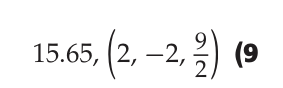 15.65, (2, −2, 9/2) (9